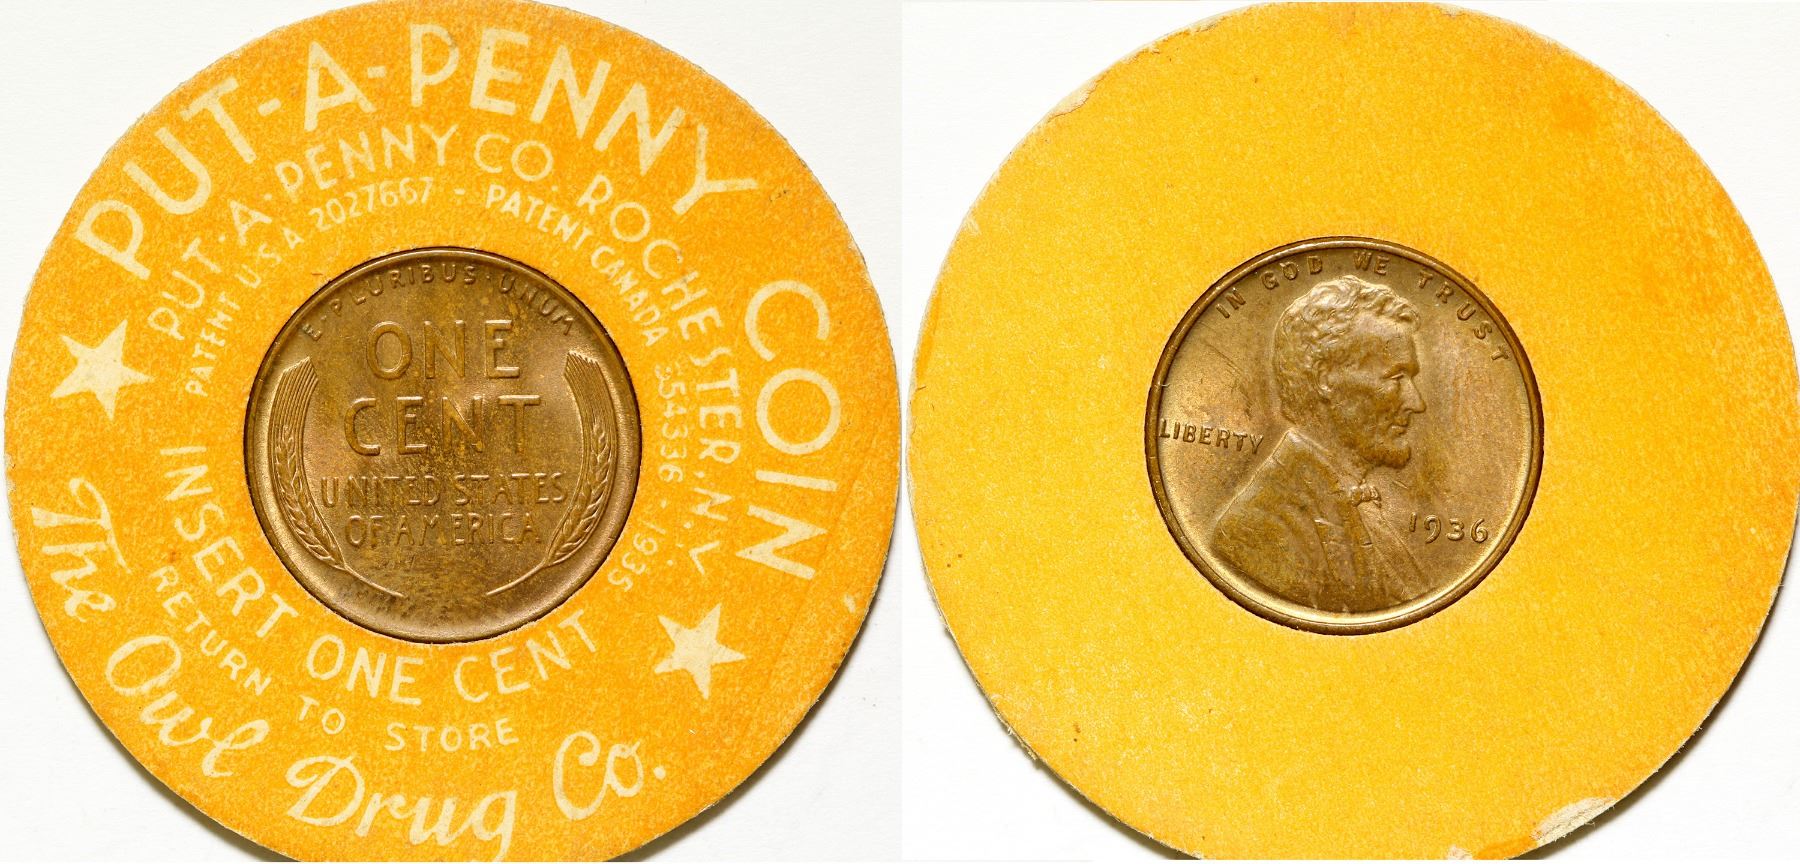 PUT-A-PENNY COIN
PUT-A-PENNY CO. ROCHESTER, N.Y.
PATENT U.S.A 2027667 - PATENT CANADA 354336 - 1935
E·PLURIBUS·UNUM
ONE
CENT
UNITED STATES
OF AMERICA
INSERT ONE CENT
RETURN TO STORE
The Owl Drug Co.
IN GOD WE TRUST
LIBERTY
1936